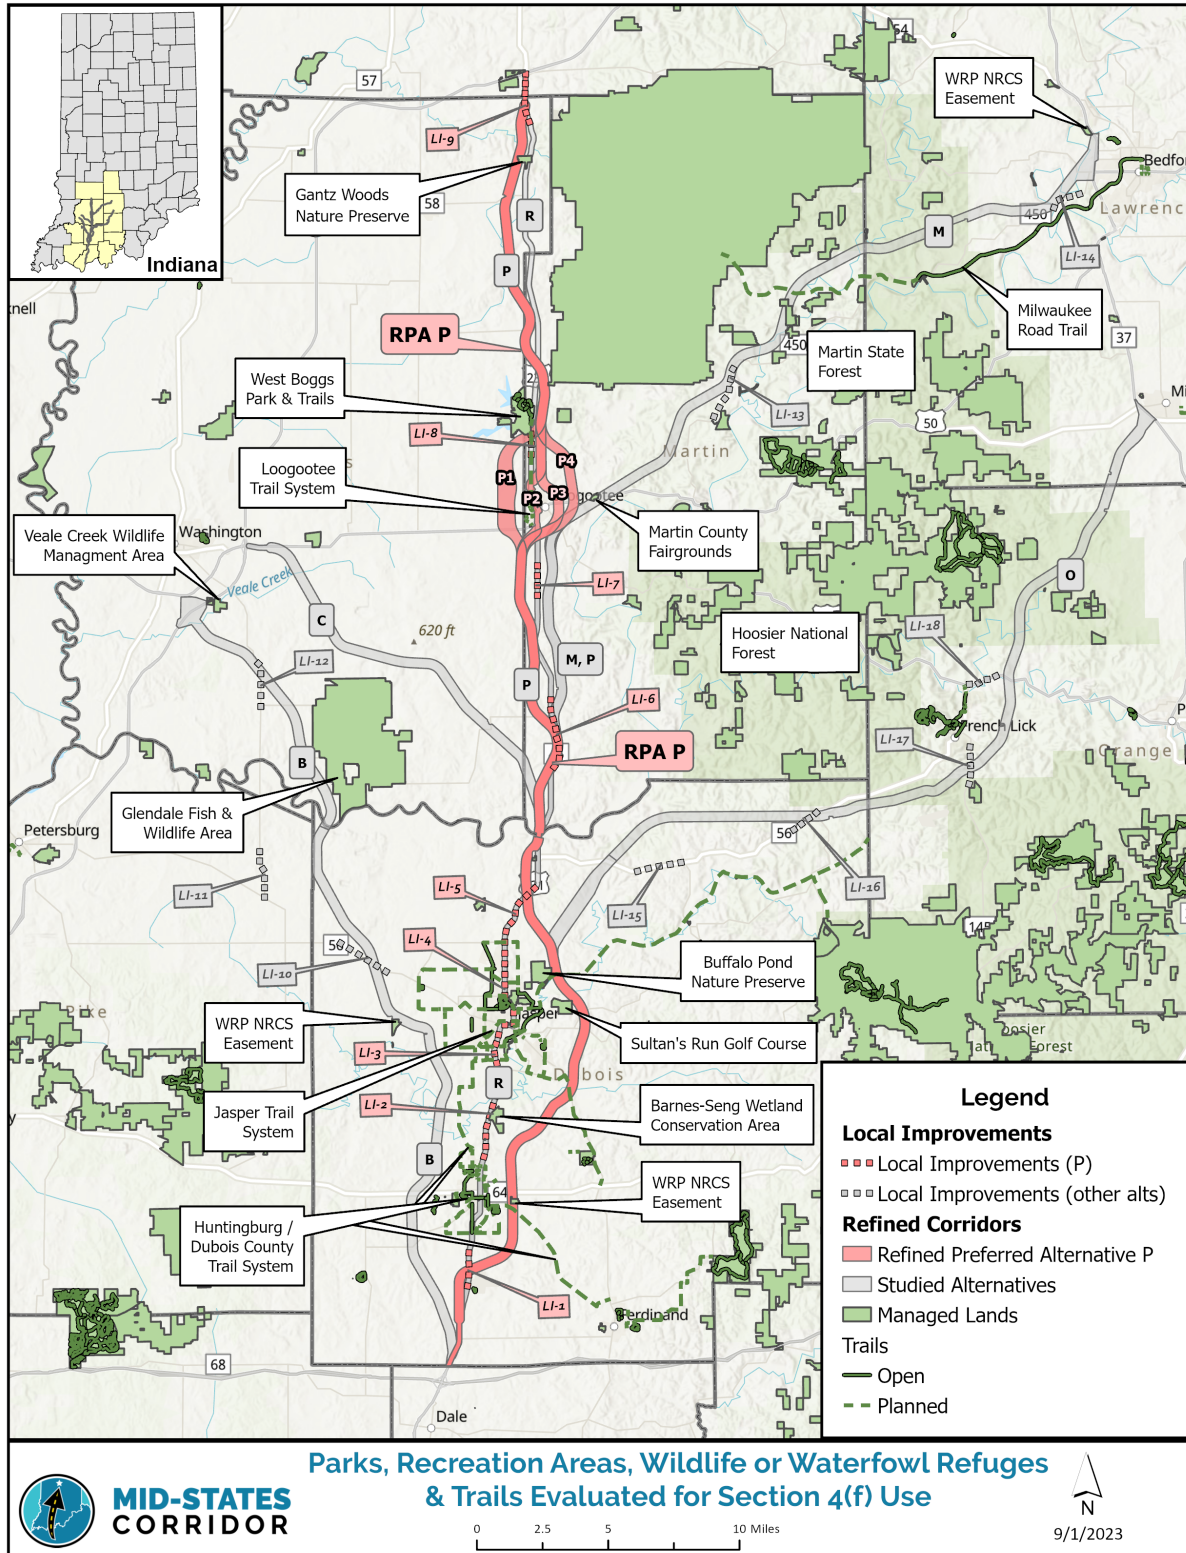 54
WRP NRCS
Easement
57
LI-9
Bedfor
Gantz Woods
Nature Preserve
58
R
450
Lawrenc
M
Indiana
LI-14
P
Milwaukee
Road Trail
RPA P
37
450
Martin State
Forest
West Boggs
Park & Trails
LI-13
50
LI-8
Martin
P4
Loogootee
Trail System
P1
P2
P3
Veale Creek Wildlife
Managment Area
Washington
Martin County
Fairgrounds
Veale Creek
LI-7
O
C
620 ft
LI-18
Hoosier National
Forest
LI-12
M, P
P
LI-6
French Lick
LI-17
RPA P
Orange
B
Glendale Fish &
Wildlife Area
Petersburg
56
LI-5
LI-16
LI-11
LI-15
LI-4
145
56
LI-10
Buffalo Pond
Nature Preserve
Pike
WRP NRCS
Easement
Jasper
Sultan's Run Golf Course
LI-3
Dubois
R
LI-2
Jasper Trail
System
Barnes-Seng Wetland
Conservation Area
B
WRP NRCS
Easement
64
Huntingburg /
Dubois County
Trail System
LI-1
Ferdinand
68
Dale
Legend
Local Improvements
Local Improvements (P)
Local Improvements (other alts)
Refined Corridors
Refined Preferred Alternative P
Studied Alternatives
Managed Lands
Trails
Open
Planned
Parks, Recreation Areas, Wildlife or Waterfowl Refuges
& Trails Evaluated for Section 4(f) Use
MID-STATES
CORRIDOR
0 2.5 5 10 Miles
N
9/1/2023